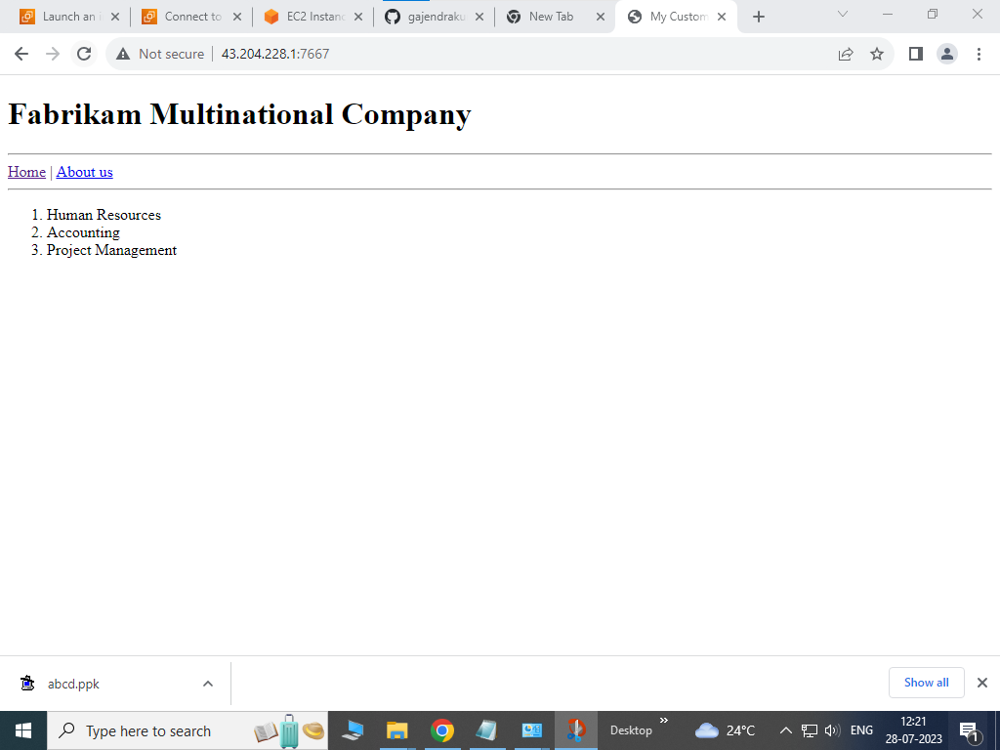 Launch an i
Connect to
EC2 Instanc
gajendraku
New Tab
My Custom
Not secure
43.204.228.1:7667
Fabrikam Multinational Company
Home | About us
1. Human Resources
2. Accounting
3. Project Management
abcd.ppk
Show all
Type here to search
Desktop
»
24°C
ENG
12:21
28-07-2023
1